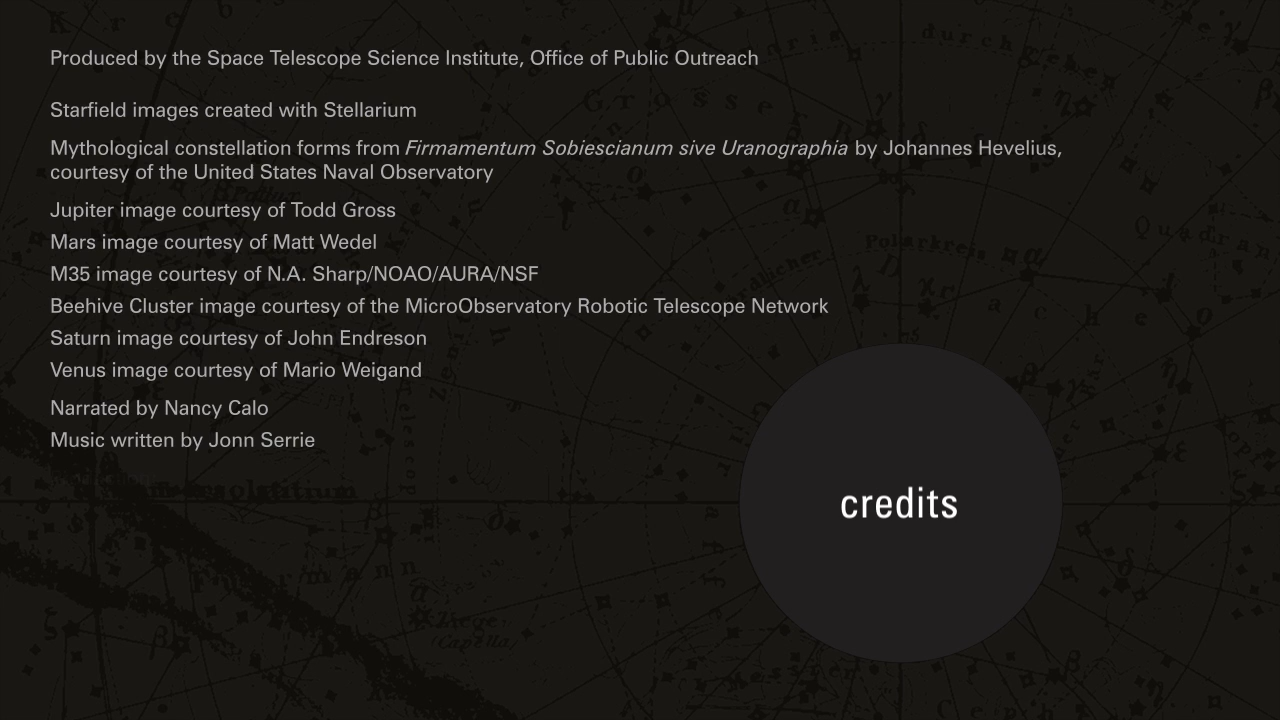 Produced by the Space Telescope Science Institute, Office of Public Outreach
Starfield images created with Stellarium
Mythological constellation forms from Firmamentum Sobiescianum sive Uranographia by Johannes Hevelius,
courtesy of the United States Naval Observatory
Jupiter image courtesy of Todd Gross
Mars image courtesy of Matt Wedel
M35 image courtesy of N.A. Sharp/NOAO/AURA/NSF
Beehive Cluster image courtesy of the MicroObservatory Robotic Telescope Network
Saturn image courtesy of John Endreson
Venus image courtesy of Mario Weigand
Narrated by Nancy Calo
Music written by Jonn Serrie
credits
Grosse
Polarkreis
Ziege
(Capella)